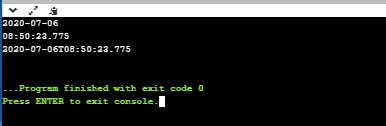 2020-07-06
08:50:23.775
2020-07-06T08:50:23.775
...Program finished with exit code 0
Press ENTER to exit console.